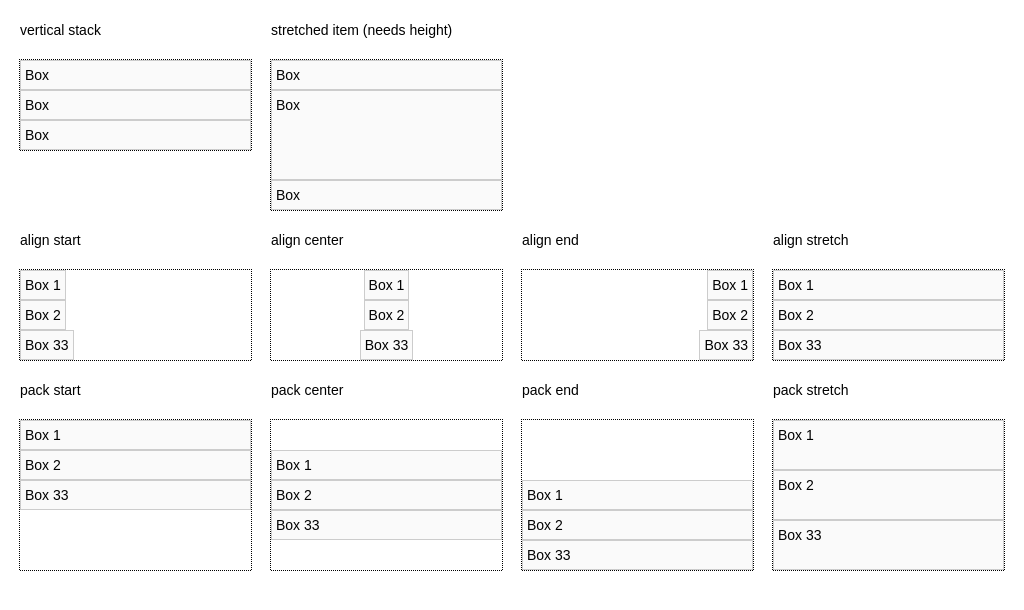 vertical stack
Box
Box
Box
stretched item (needs height)
Box
Box
Box
align start
Box 1
Box 2
Box 33
align center
Box 1
Box 2
Box 33
align end
Box 1
Box 2
Box 33
align stretch
Box 1
Box 2
Box 33
pack start
Box 1
Box 2
Box 33
pack center
Box 1
Box 2
Box 33
pack end
Box 1
Box 2
Box 33
pack stretch
Box 1
Box 2
Box 33